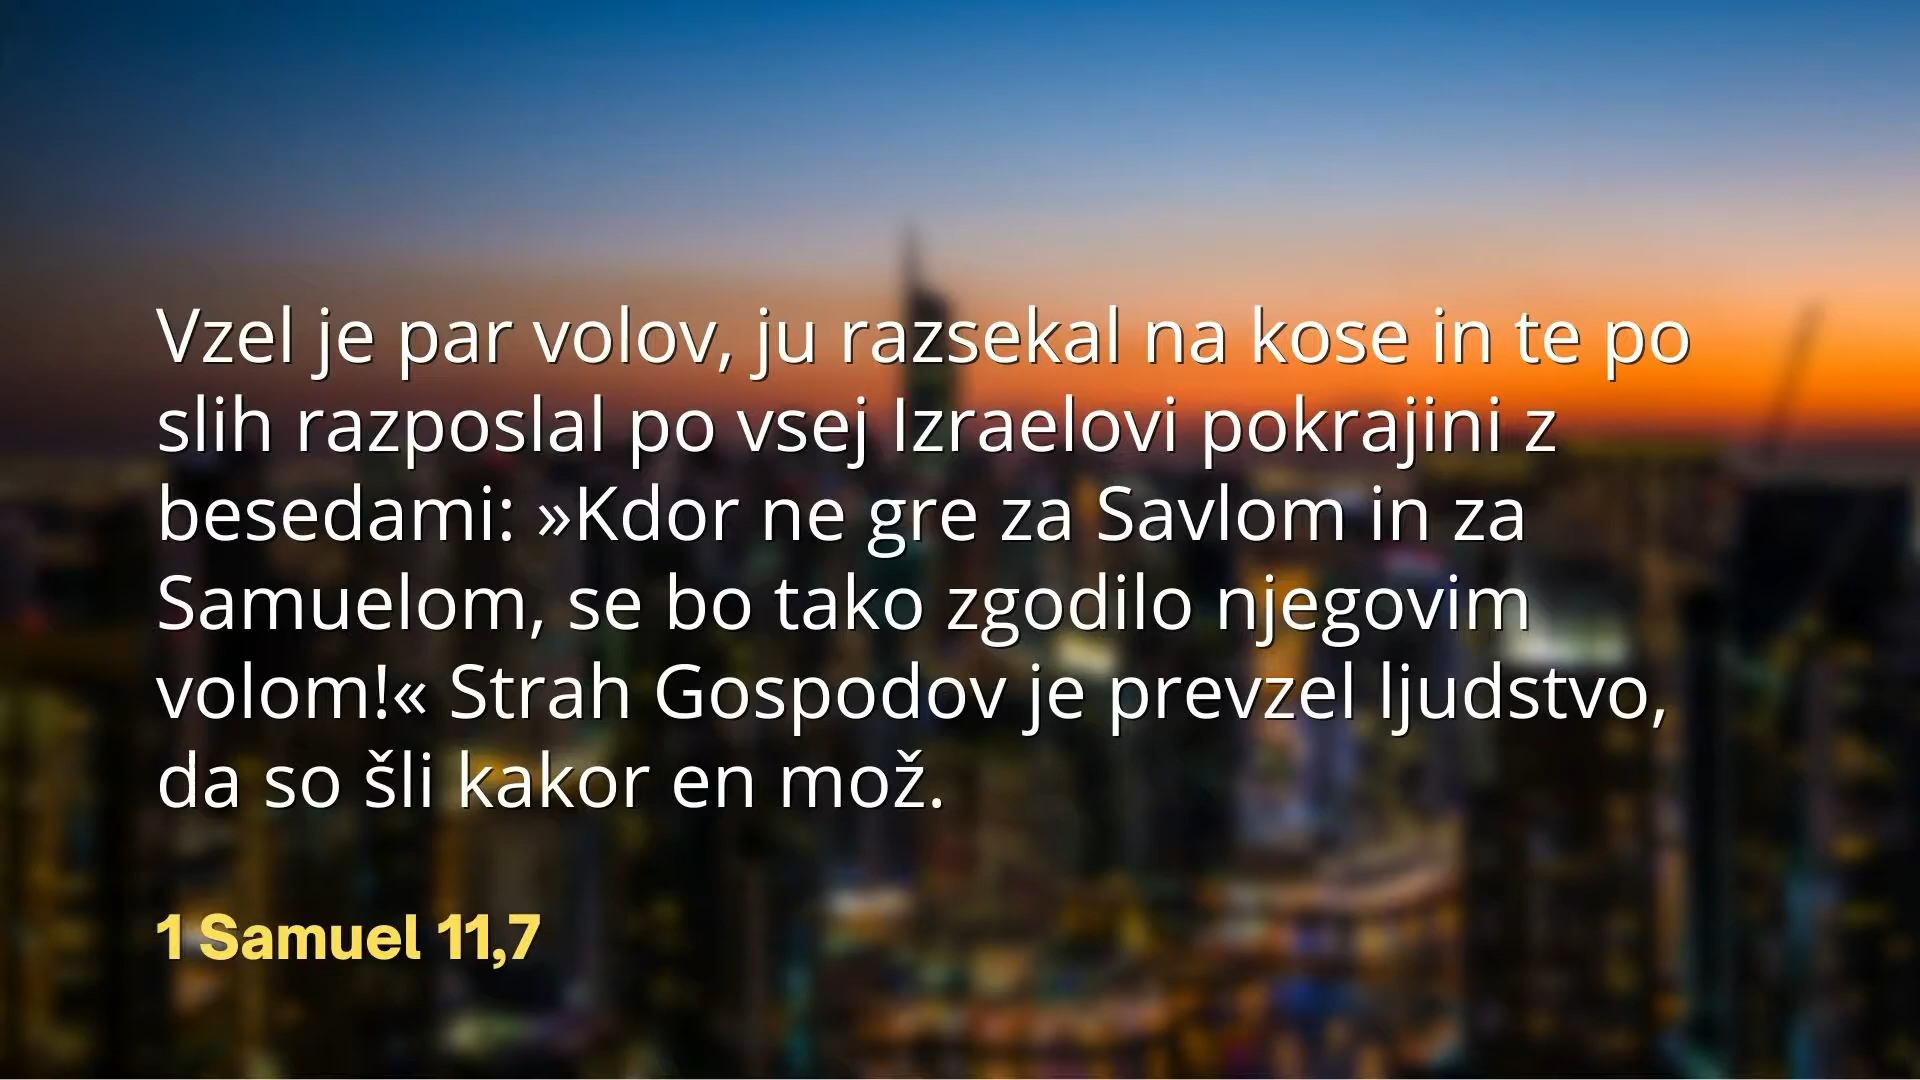 Vzel je par volov, ju razsekal na kose in te po
slih razposlal po vsej Izraelovi pokrajini z
besedami: »Kdor ne gre za Savlom in za
Samuelom, se bo tako zgodilo njegovim
volom!« Strah Gospodov je prevzel ljudstvo,
da so šli kakor en mož.
1 Samuel 11,7